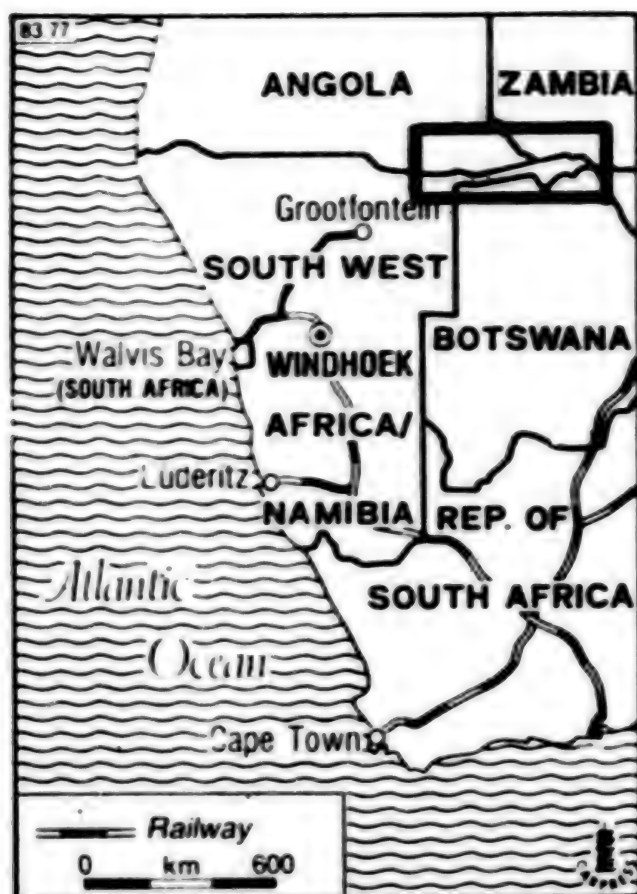 83 77
ANGOLA ZAMBIA
Grootfontein
SOUTH WEST
BOTSWANA
Walvis Bay
(SOUTH AFRICA)
WINDHOEK
AFRICA/
Luderitz
NAMIBIA REP. OF
SOUTH AFRICA
Atlantic
Ocean
Cape Town
Railway
0 km 600